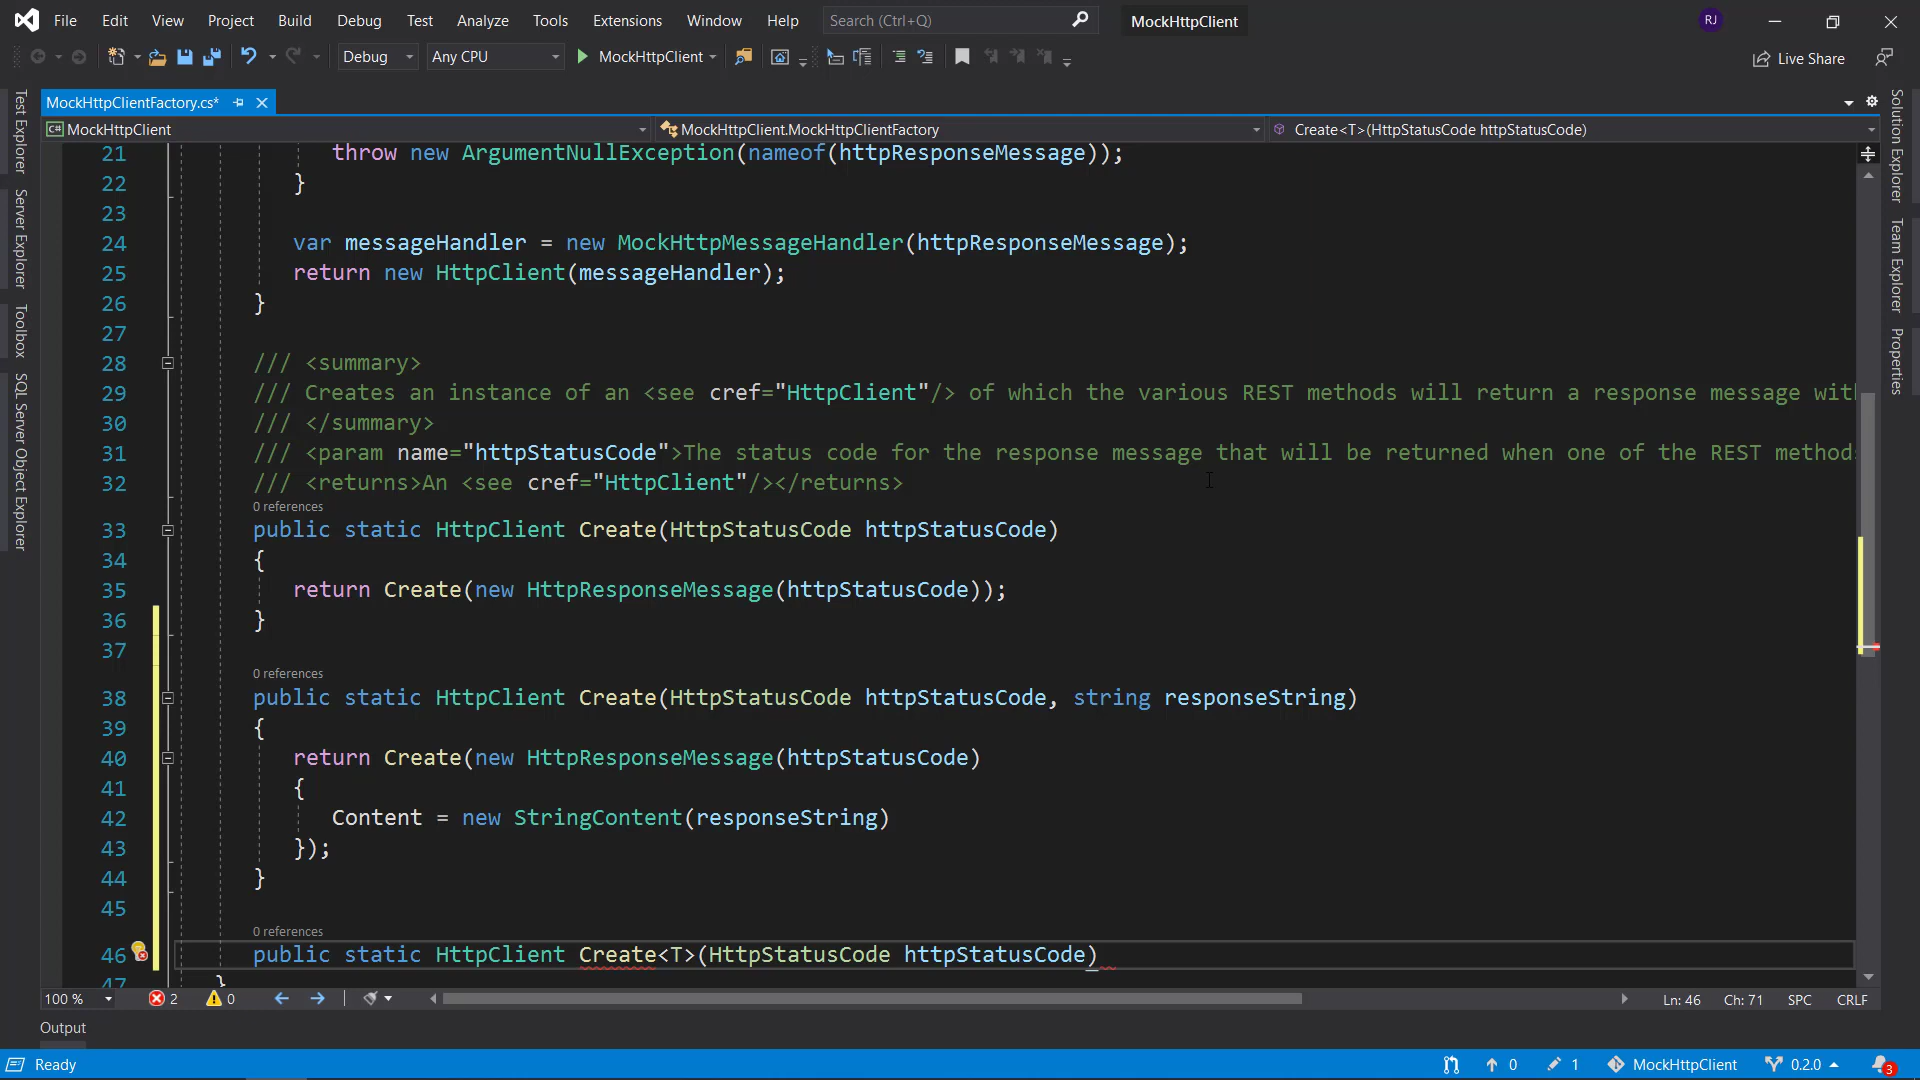 File Edit View Project Build Debug Test Analyze Tools Extensions Window Help Search (Ctrl+Q) MockHttpClient RJ
Debug Any CPU MockHttpClient Live Share
MockHttpClientFactory.cs*
C# MockHttpClient MockHttpClient.MockHttpClientFactory Create<T>(HttpStatusCode httpStatusCode)
Test Explorer
Server Explorer
Toolbox
SQL Server Object Explorer
21 throw new ArgumentNullException(nameof(httpResponseMessage));
22 }
23
24 var messageHandler = new MockHttpMessageHandler(httpResponseMessage);
25 return new HttpClient(messageHandler);
26 }
27
28 /// <summary>
29 /// Creates an instance of an <see cref="HttpClient"/> of which the various REST methods will return a response message wit
30 /// </summary>
31 /// <param name="httpStatusCode">The status code for the response message that will be returned when one of the REST methods
32 /// <returns>An <see cref="HttpClient"/></returns>
0 references
33 public static HttpClient Create(HttpStatusCode httpStatusCode)
34 {
35 return Create(new HttpResponseMessage(httpStatusCode));
36 }
37
0 references
38 public static HttpClient Create(HttpStatusCode httpStatusCode, string responseString)
39 {
40 return Create(new HttpResponseMessage(httpStatusCode)
41 {
42 Content = new StringContent(responseString)
43 });
44 }
45
0 references
46 public static HttpClient Create<T>(HttpStatusCode httpStatusCode)
47 }
Solution Explorer
Team Explorer
Properties
100 % 2 0 Ln: 46 Ch: 71 SPC CRLF
Output
Ready 0 1 MockHttpClient 0.2.0 3